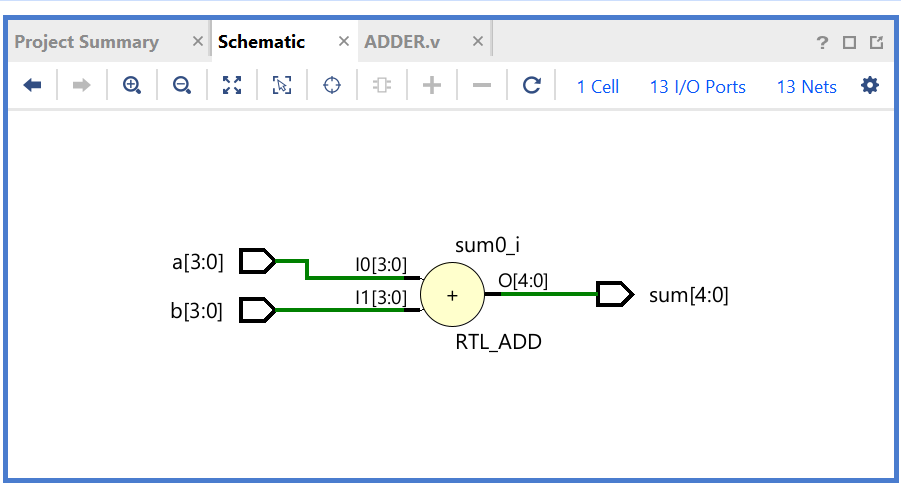 Project Summary × Schematic × ADDER.v × ?
1 Cell 13 I/O Ports 13 Nets
sum0_i
a[3:0] I0[3:0]
O[4:0]
+ sum[4:0]
b[3:0] I1[3:0]
RTL_ADD